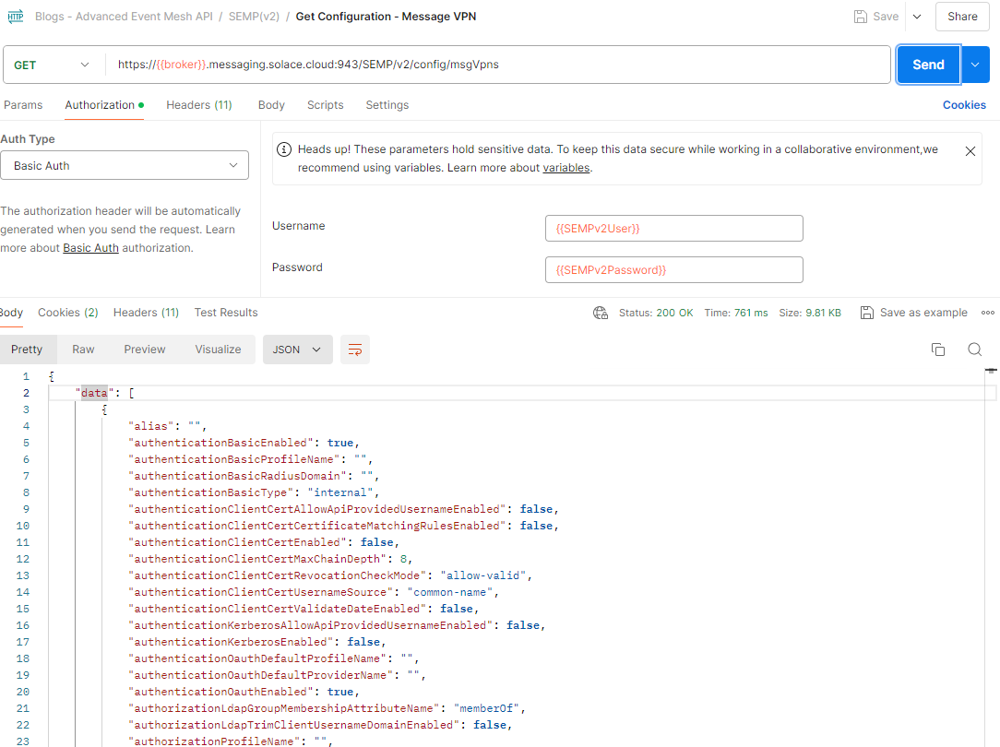 HTTP Blogs - Advanced Event Mesh API / SEMP(v2) / Get Configuration - Message VPN Save Share
GET https://{{broker}}.messaging.solace.cloud:943/SEMP/v2/config/msgVpns Send
Params Authorization Headers (11) Body Scripts Settings Cookies
Auth Type
Basic Auth
The authorization header will be automatically
generated when you send the request. Learn
more about Basic Auth authorization.
Heads up! These parameters hold sensitive data. To keep this data secure while working in a collaborative environment,we
recommend using variables. Learn more about variables.
Username {{SEMPv2User}}
Password {{SEMPv2Password}}
Body Cookies (2) Headers (11) Test Results Status: 200 OK Time: 761 ms Size: 9.81 KB Save as example
Pretty Raw Preview Visualize JSON
1 {
2 "data": [
3 {
4 "alias": "",
5 "authenticationBasicEnabled": true,
6 "authenticationBasicProfileName": "",
7 "authenticationBasicRadiusDomain": "",
8 "authenticationBasicType": "internal",
9 "authenticationClientCertAllowApiProvidedUsernameEnabled": false,
10 "authenticationClientCertCertificateMatchingRulesEnabled": false,
11 "authenticationClientCertEnabled": false,
12 "authenticationClientCertMaxChainDepth": 8,
13 "authenticationClientCertRevocationCheckMode": "allow-valid",
14 "authenticationClientCertUsernameSource": "common-name",
15 "authenticationClientCertValidateDateEnabled": false,
16 "authenticationKerberosAllowApiProvidedUsernameEnabled": false,
17 "authenticationKerberosEnabled": false,
18 "authenticationOauthDefaultProfileName": "",
19 "authenticationOauthDefaultProviderName": "",
20 "authenticationOauthEnabled": true,
21 "authorizationLdapGroupMembershipAttributeName": "memberOf",
22 "authorizationLdapTrimClientUsernameDomainEnabled": false,
23 "authorizationProfileName": "",